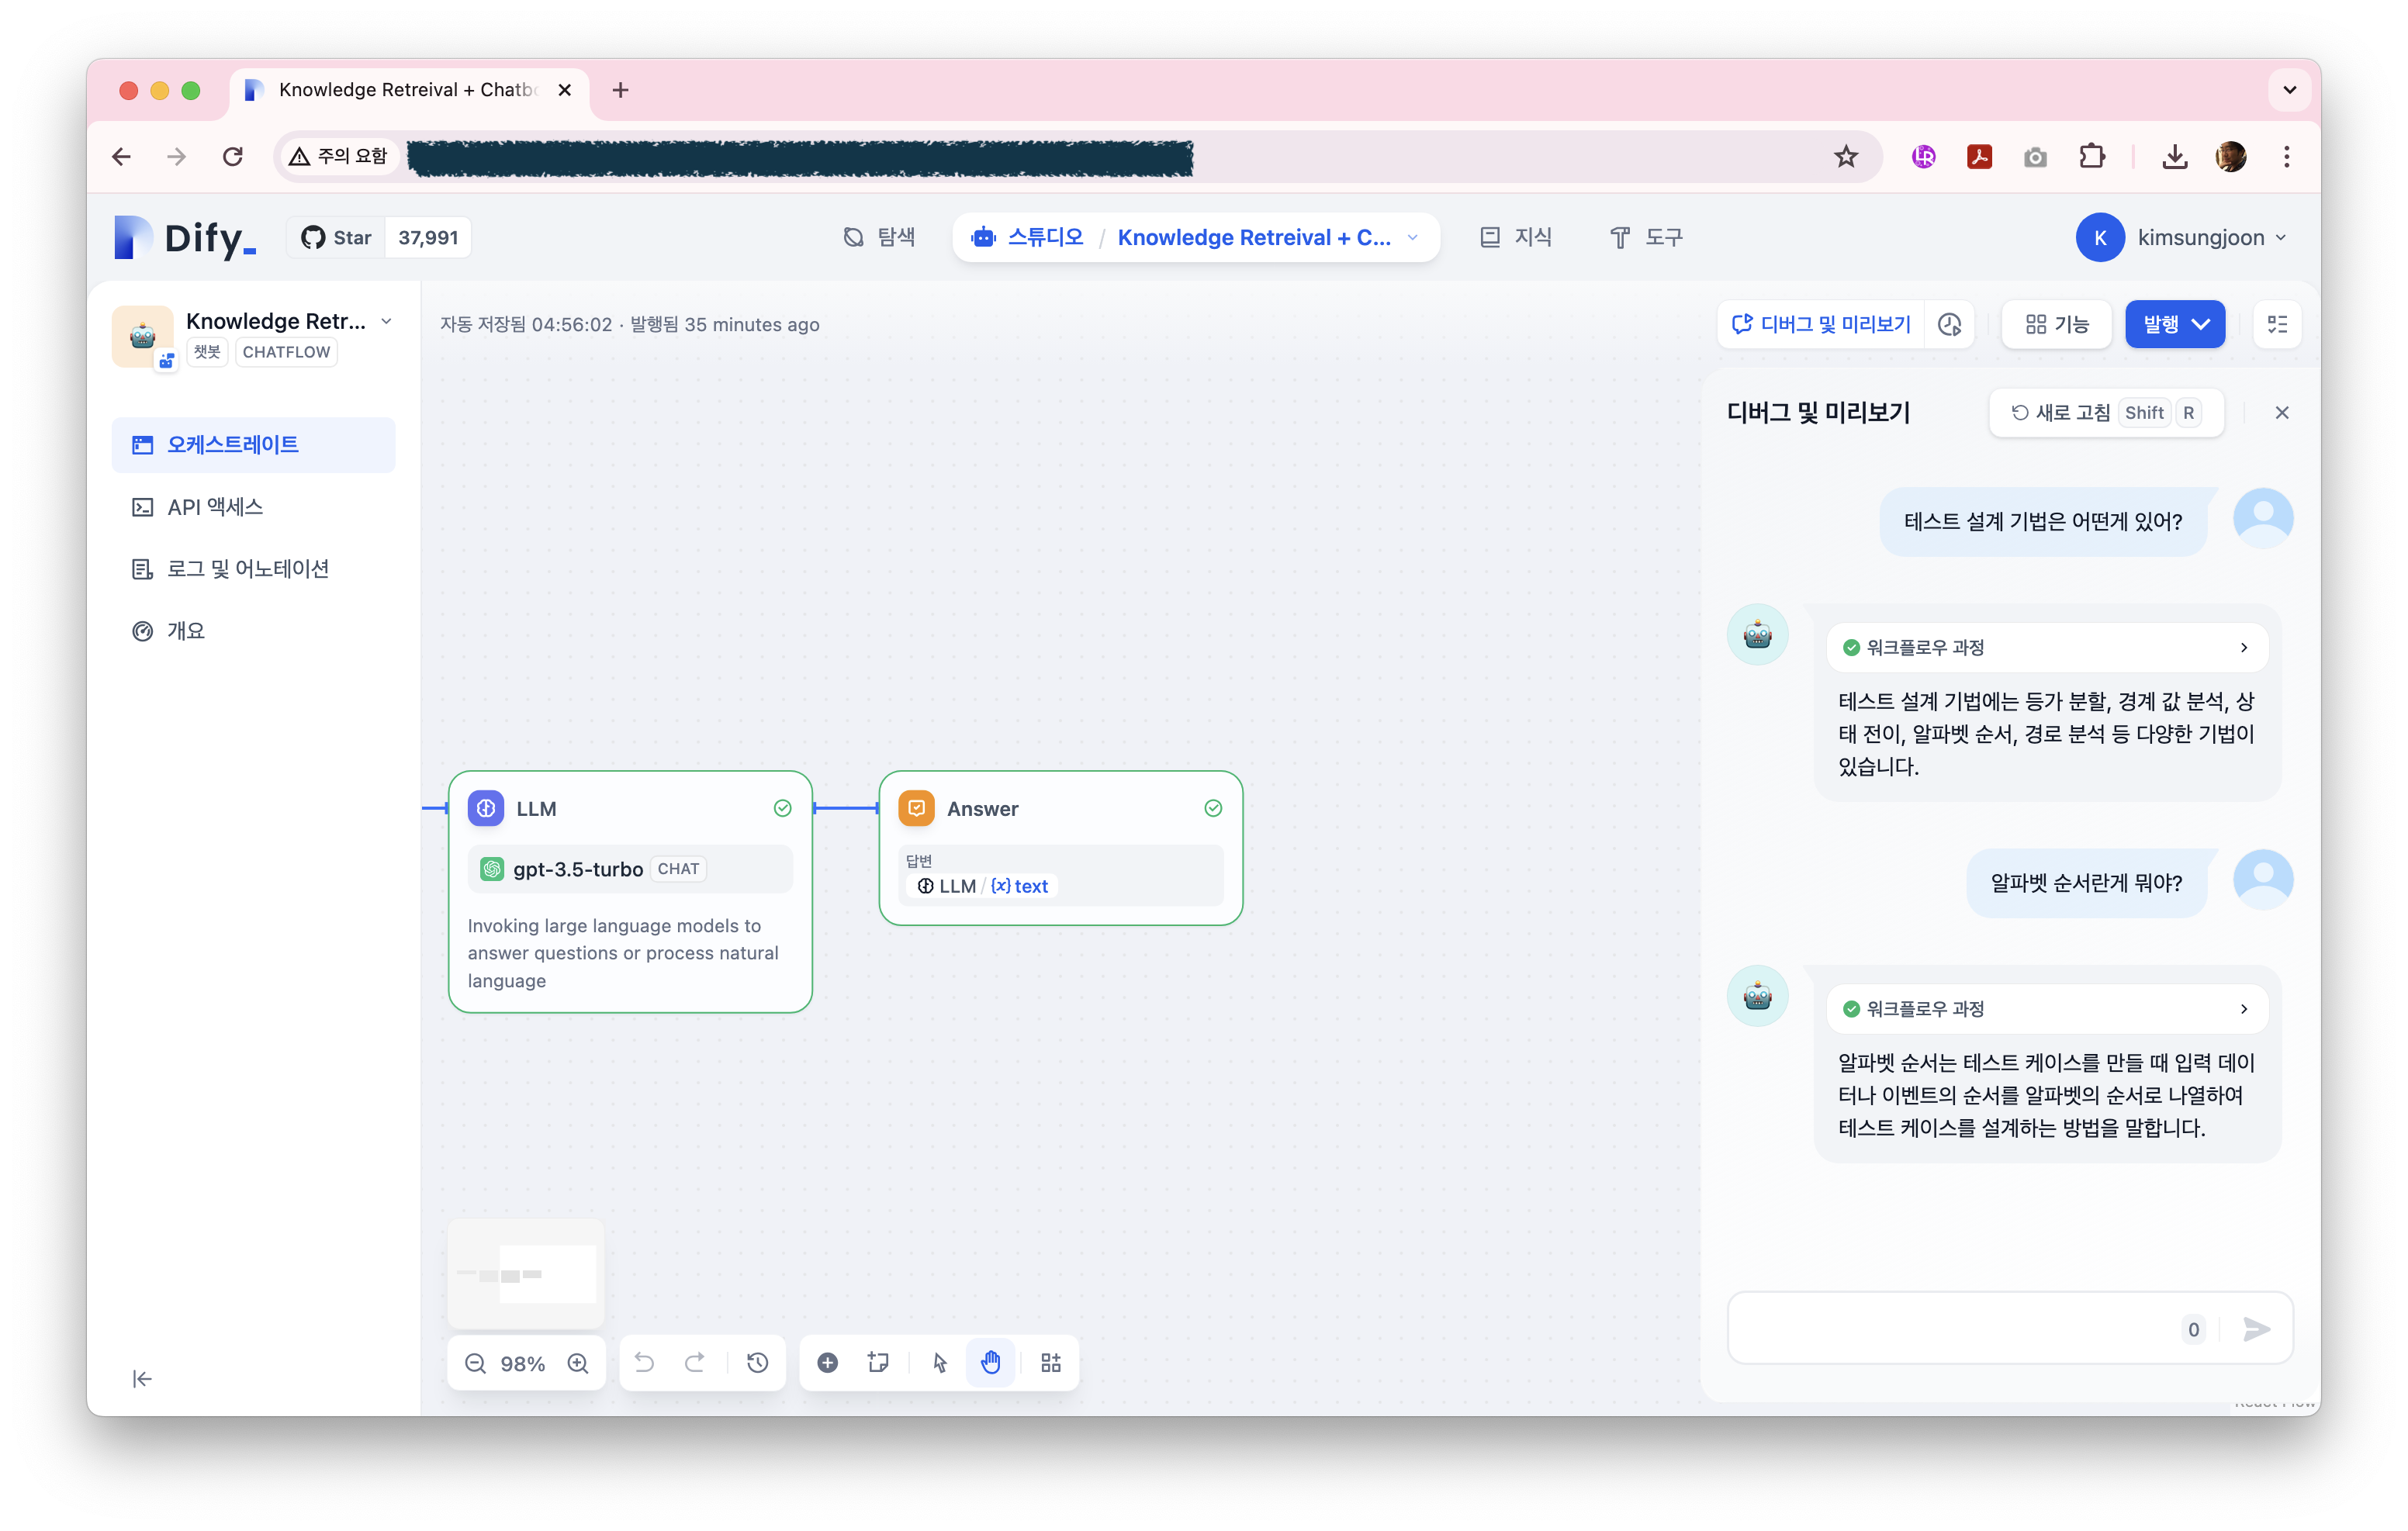 Knowledge Retreival + Chatb
주의 요함
Dify_
Star 37,991
탐색
스튜디오 / Knowledge Retreival + C...
지식
도구
K kimsungjoon
Knowledge Retr...
챗봇 CHATFLOW
자동 저장됨 04:56:02 · 발행됨 35 minutes ago
디버그 및 미리보기
기능
발행
오케스트레이트
API 액세스
로그 및 어노테이션
개요
LLM
gpt-3.5-turbo CHAT
Invoking large language models to
answer questions or process natural
language
Answer
답변
LLM / {x} text
98%
디버그 및 미리보기
새로 고침 Shift R
테스트 설계 기법은 어떤게 있어?
워크플로우 과정
테스트 설계 기법에는 등가 분할, 경계 값 분석, 상
태 전이, 알파벳 순서, 경로 분석 등 다양한 기법이
있습니다.
알파벳 순서란게 뭐야?
워크플로우 과정
알파벳 순서는 테스트 케이스를 만들 때 입력 데이
터나 이벤트의 순서를 알파벳의 순서로 나열하여
테스트 케이스를 설계하는 방법을 말합니다.
0
React Flow